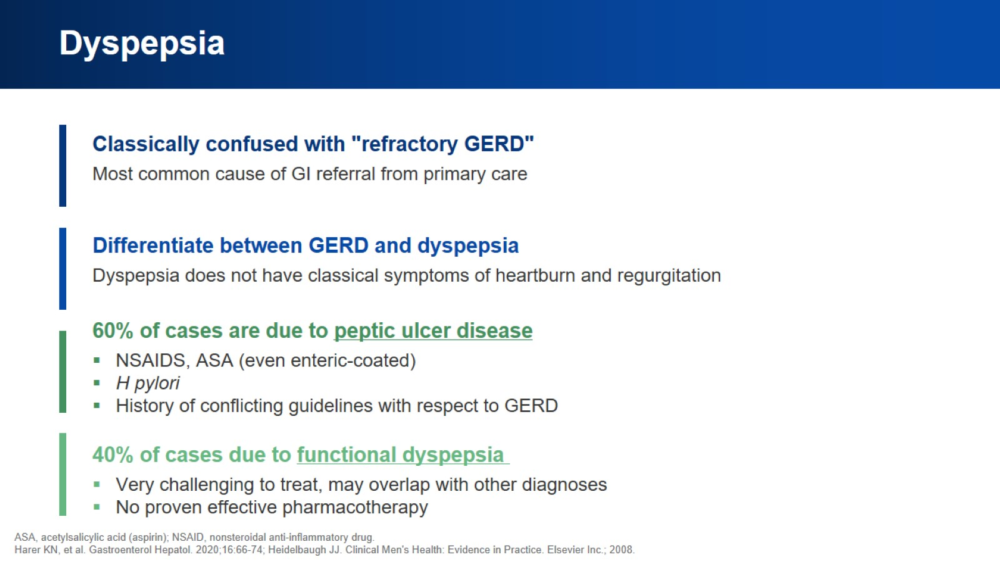 Dyspepsia
Classically confused with "refractory GERD"
Most common cause of GI referral from primary care
Differentiate between GERD and dyspepsia
Dyspepsia does not have classical symptoms of heartburn and regurgitation
60% of cases are due to peptic ulcer disease
▪ NSAIDS, ASA (even enteric-coated)
▪ H pylori
▪ History of conflicting guidelines with respect to GERD
40% of cases due to functional dyspepsia
▪ Very challenging to treat, may overlap with other diagnoses
▪ No proven effective pharmacotherapy
ASA, acetylsalicylic acid (aspirin); NSAID, nonsteroidal anti-inflammatory drug.
Harer KN, et al. Gastroenterol Hepatol. 2020;16:66-74; Heidelbaugh JJ. Clinical Men's Health: Evidence in Practice. Elsevier Inc.; 2008.